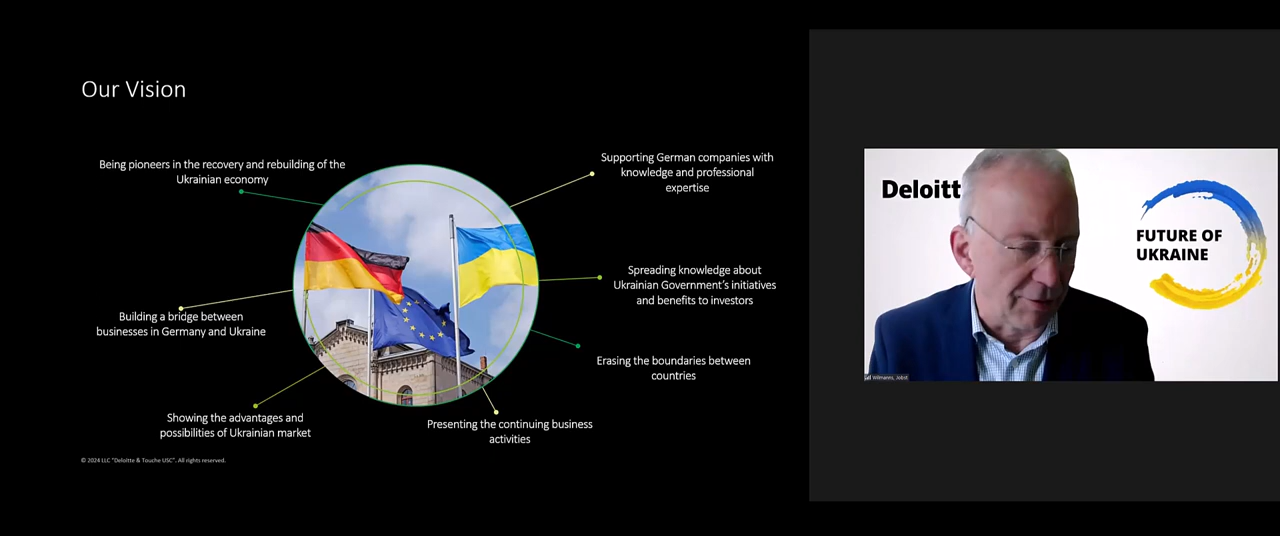 Our Vision
Being pioneers in the recovery and rebuilding of the
Ukrainian economy
Supporting German companies with
knowledge and professional
expertise
Spreading knowledge about
Ukrainian Government's initiatives
and benefits to investors
Building a bridge between
businesses in Germany and Ukraine
Erasing the boundaries between
countries
Showing the advantages and
possibilities of Ukrainian market
Presenting the continuing business
activities
© 2024 LLC "Deloitte & Touche USC". All rights reserved.
Deloitt
FUTURE OF
UKRAINE
Willmanns, Jobst